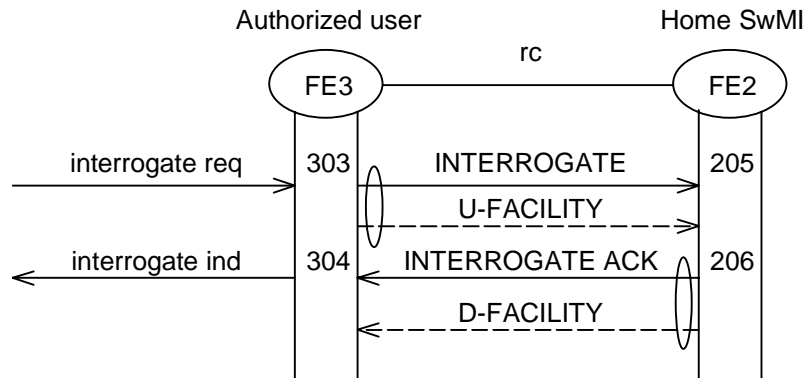 Authorized user
Home SwMI
rc
FE3
FE2
interrogate req
303
INTERROGATE
205
U-FACILITY
interrogate ind
304
INTERROGATE ACK
206
D-FACILITY